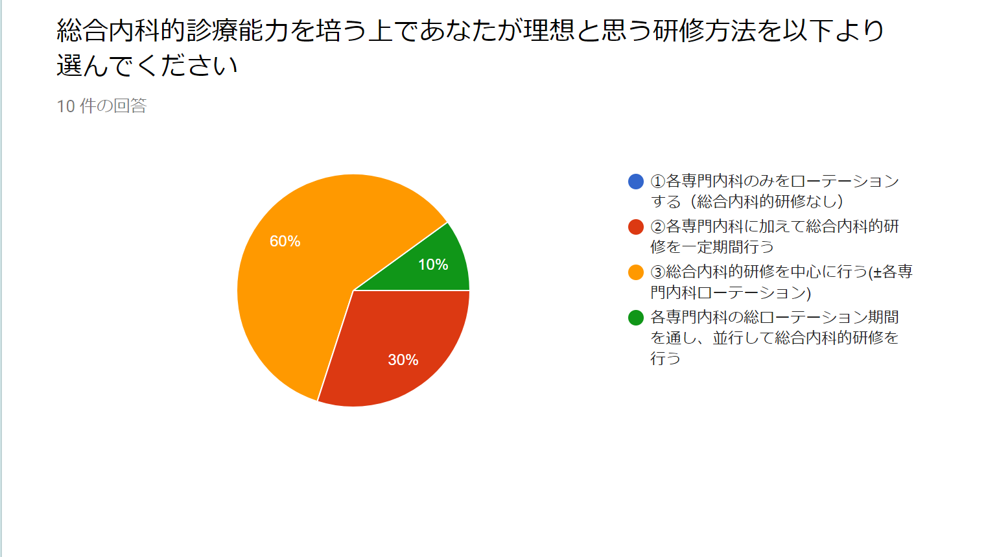 総合内科的診療能力を培う上であなたが理想と思う研修方法を以下より
選んでください
10 件の回答
60%
10%
30%
①各専門内科のみをローテーション
する（総合内科的研修なし）
②各専門内科に加えて総合内科的研
修を一定期間行う
③総合内科的研修を中心に行う(±各専
門内科ローテーション)
各専門内科の総ローテーション期間
を通し、並行して総合内科的研修を
行う